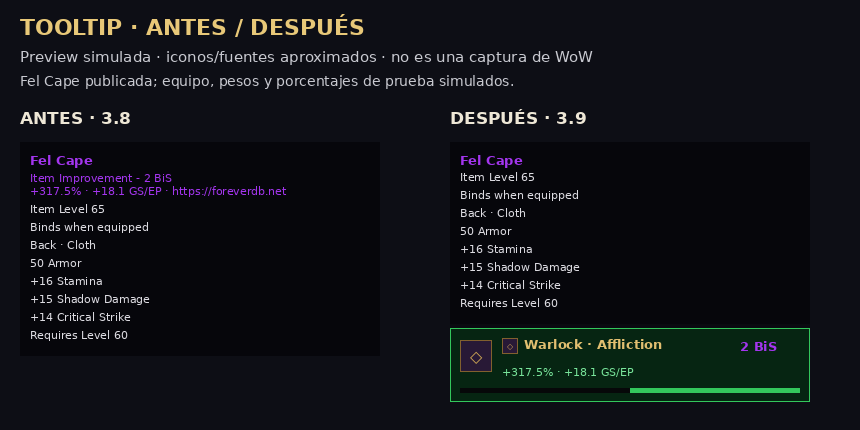 TOOLTIP · ANTES / DESPUÉS
Preview simulada · iconos/fuentes aproximados · no es una captura de WoW
Fel Cape publicada; equipo, pesos y porcentajes de prueba simulados.
ANTES · 3.8
Fel Cape
Item Improvement - 2 BiS
+317.5% · +18.1 GS/EP · https://foreverdb.net
Item Level 65
Binds when equipped
Back · Cloth
50 Armor
+16 Stamina
+15 Shadow Damage
+14 Critical Strike
Requires Level 60
DESPUÉS · 3.9
Fel Cape
Item Level 65
Binds when equipped
Back · Cloth
50 Armor
+16 Stamina
+15 Shadow Damage
+14 Critical Strike
Requires Level 60
Warlock · Affliction
2 BiS
+317.5% · +18.1 GS/EP